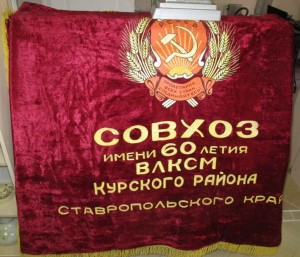 СОВХОЗ
ИМЕНИ 60 ЛЕТИЯ
ВЛКСМ
КУРСКОГО РАЙОНА
СТАВРОПОЛЬСКОГО КРАЯ